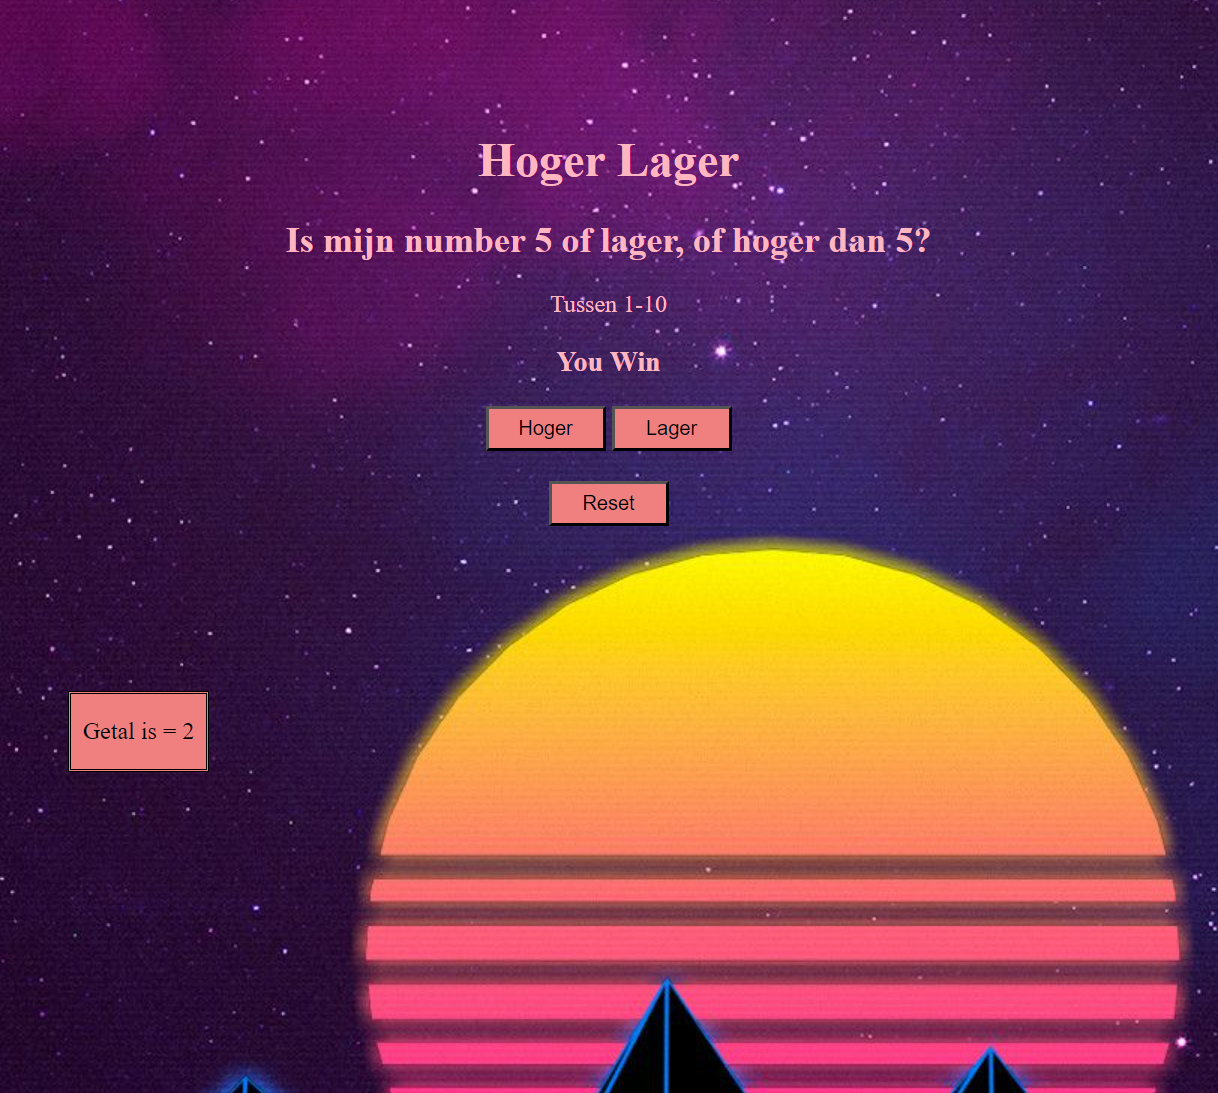 Hoger Lager
Is mijn number 5 of lager, of hoger dan 5?
Tussen 1-10
You Win
Hoger Lager
Reset
Getal is = 2